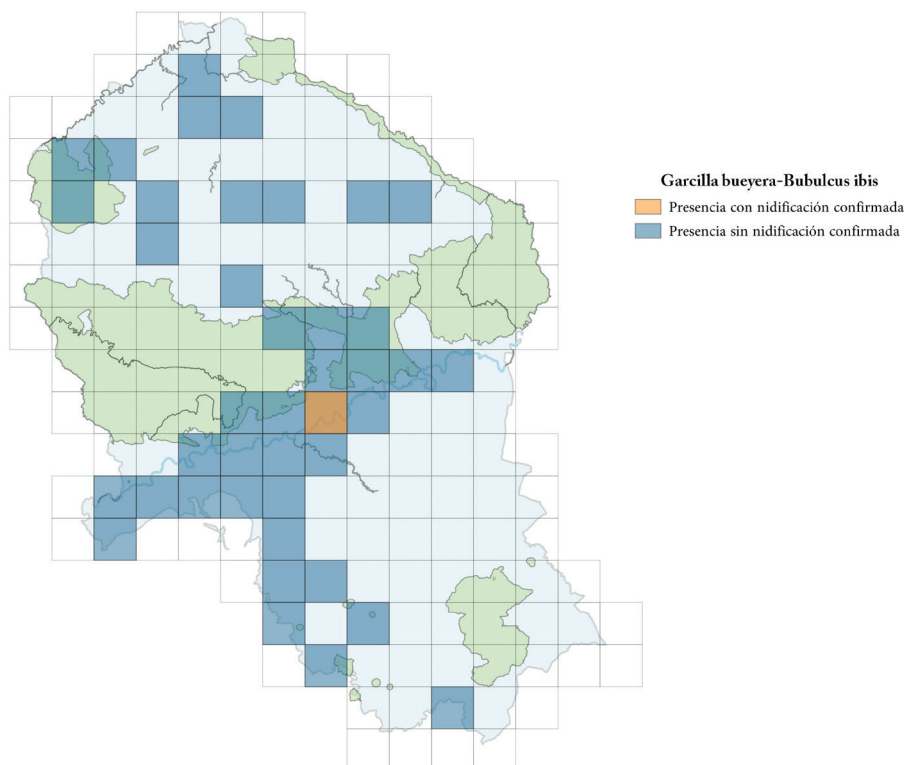 Garcilla bueyera-Bubulcus ibis
Presencia con nidificación confirmada
Presencia sin nidificación confirmada